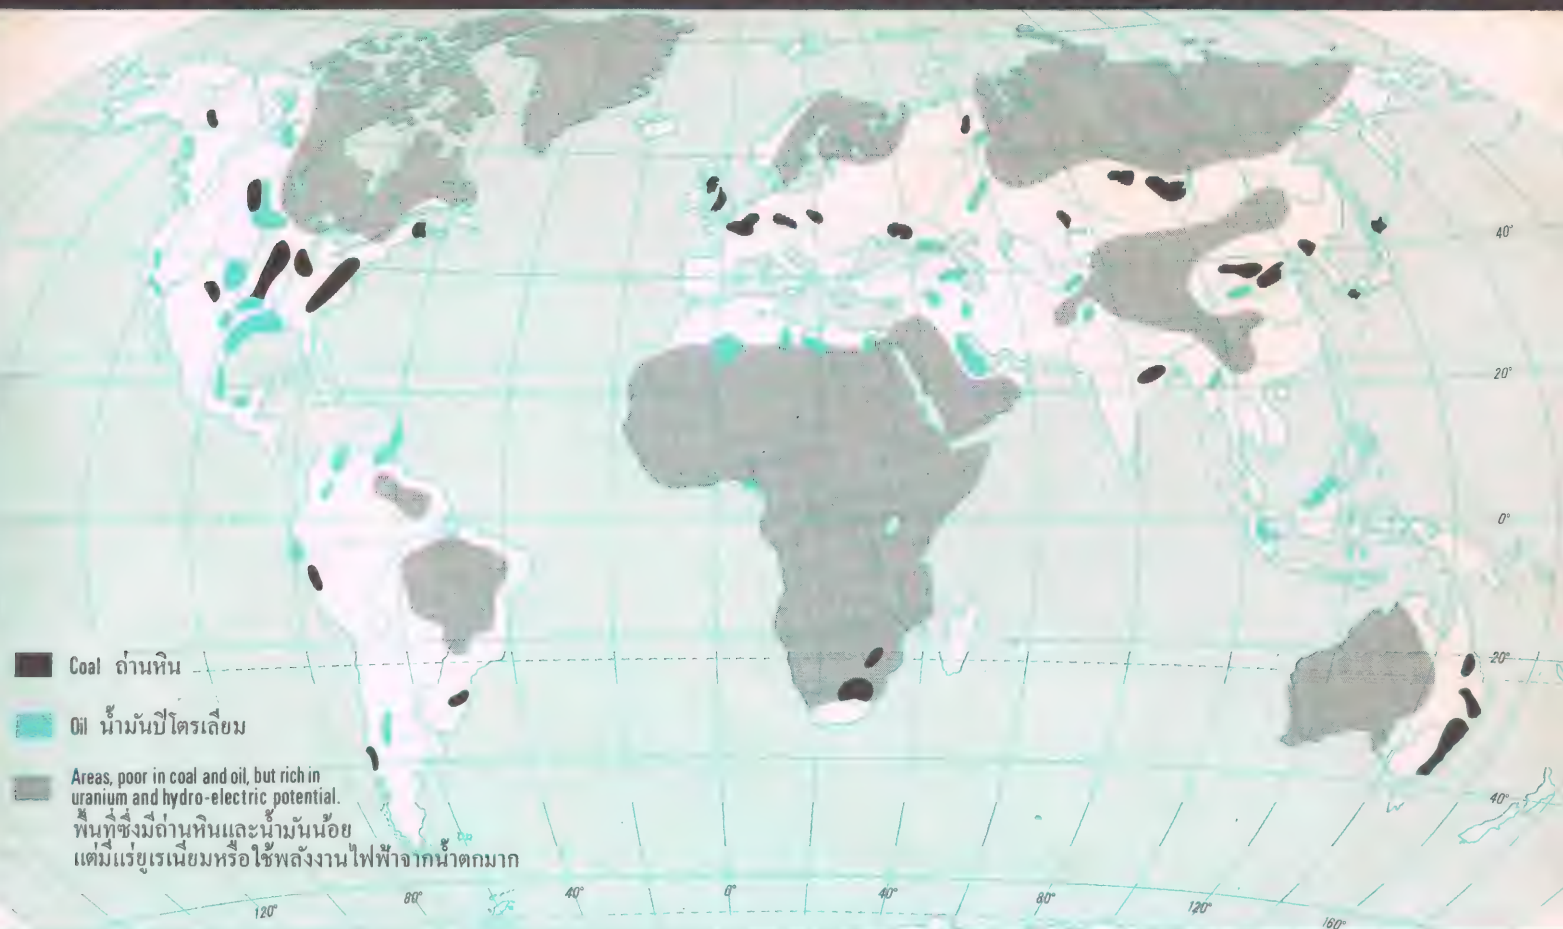 40°
20°
0°
20°
40°
Coal ถ่านหิน
Oil น้ำมันปิโตรเลียม
Areas, poor in coal and oil, but rich in
uranium and hydro-electric potential.
พื้นที่ซึ่งมีถ่านหินและน้ำมันน้อย
แต่มีแร่ยูเรเนียมหรือใช้พลังงานไฟฟ้าจากน้ำตกมาก
120°
80°
40°
0°
40°
80°
120°
160°